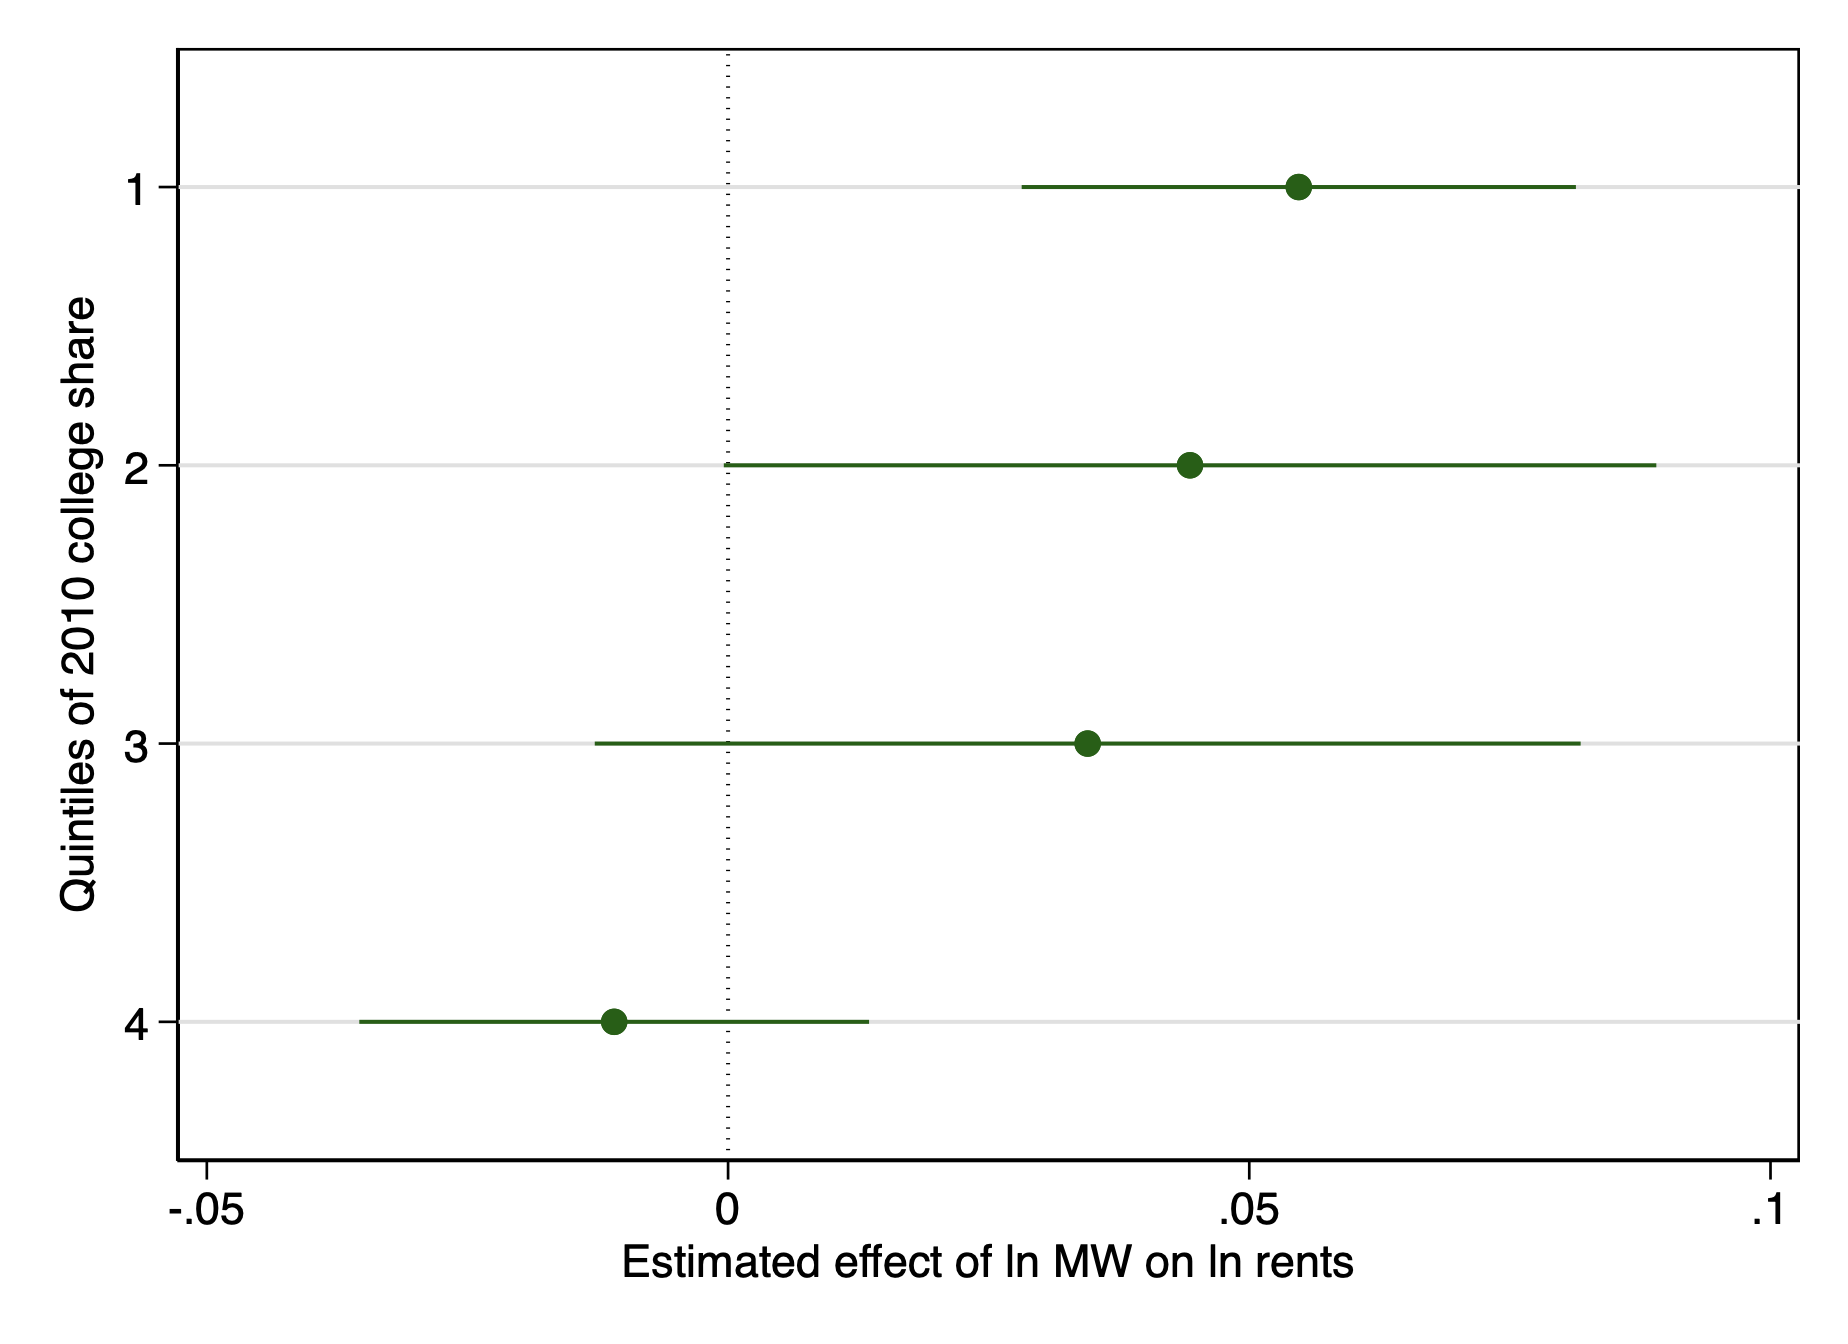 Quintiles of 2010 college share
1
2
3
4
-.05 0 .05 .1
Estimated effect of ln MW on ln rents